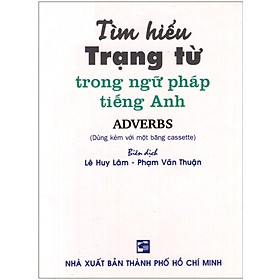 Tìm hiểu
Trạng từ
trong ngữ pháp
tiếng Anh
ADVERBS
(Dùng kèm với một băng cassette)
Biên dịch
Lê Huy Lâm - Phạm Văn Thuận
NHÀ XUẤT BẢN THÀNH PHỐ HỒ CHÍ MINH